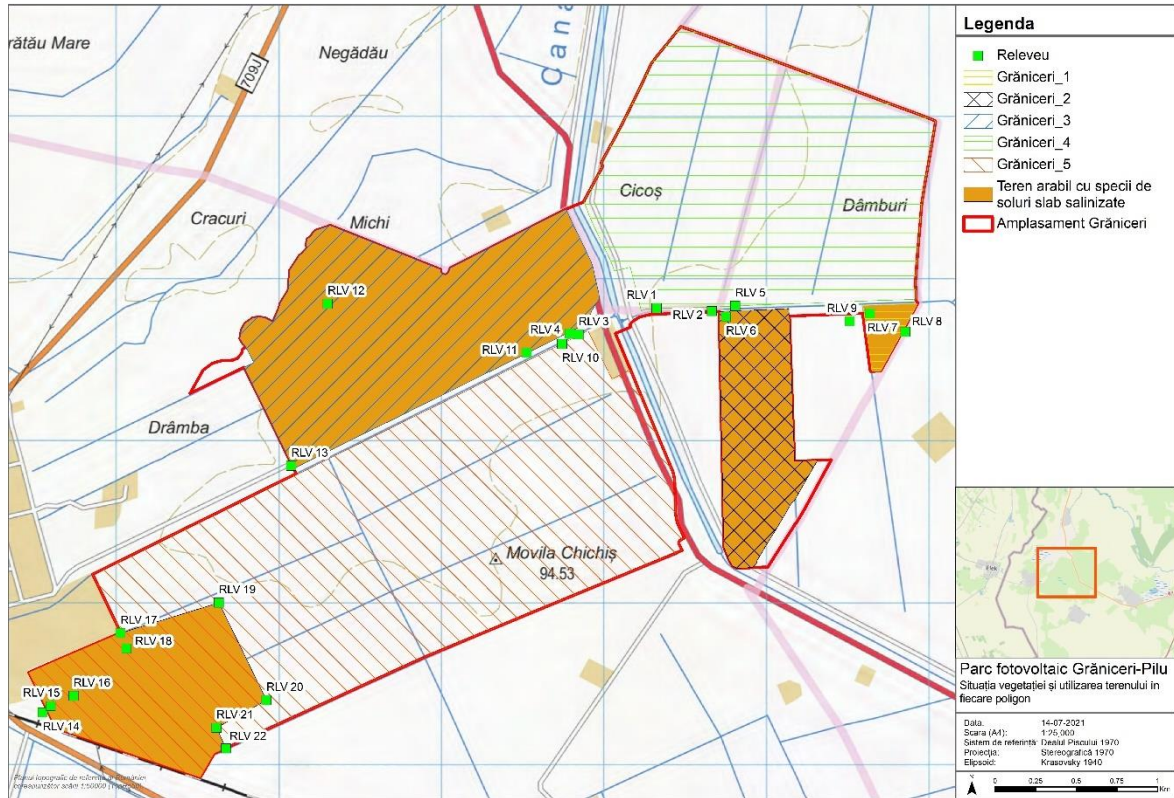 rătău Mare
Negădău
Cana
709J
Cracuri
Michi
Cicoș
Dâmburi
RLV 12
RLV 1
RLV 2
RLV 5
RLV 6
RLV 9
RLV 7
RLV 8
RLV 4
RLV 3
RLV 11
RLV 10
Drâmba
RLV 13
Movila Chichiș
94.53
RLV 19
RLV 17
RLV 18
RLV 16
RLV 15
RLV 14
RLV 20
RLV 21
RLV 22
Legenda
Releveu
Grăniceri_1
Grăniceri_2
Grăniceri_3
Grăniceri_4
Grăniceri_5
Teren arabil cu specii de
soluri slab salinizate
Amplasament Grăniceri
Parc fotovoltaic Grăniceri-Pilu
Situația vegetației și utilizarea terenului in
fiecare poligon
Data: 14-07-2021
Scara (A4): 1:25,000
Sistem de referință: Dealul Piscului 1970
Proiecția: Stereografică 1970
Elipsoid: Krasovsky 1940
N
0 0.25 0.5 0.75 1
Km